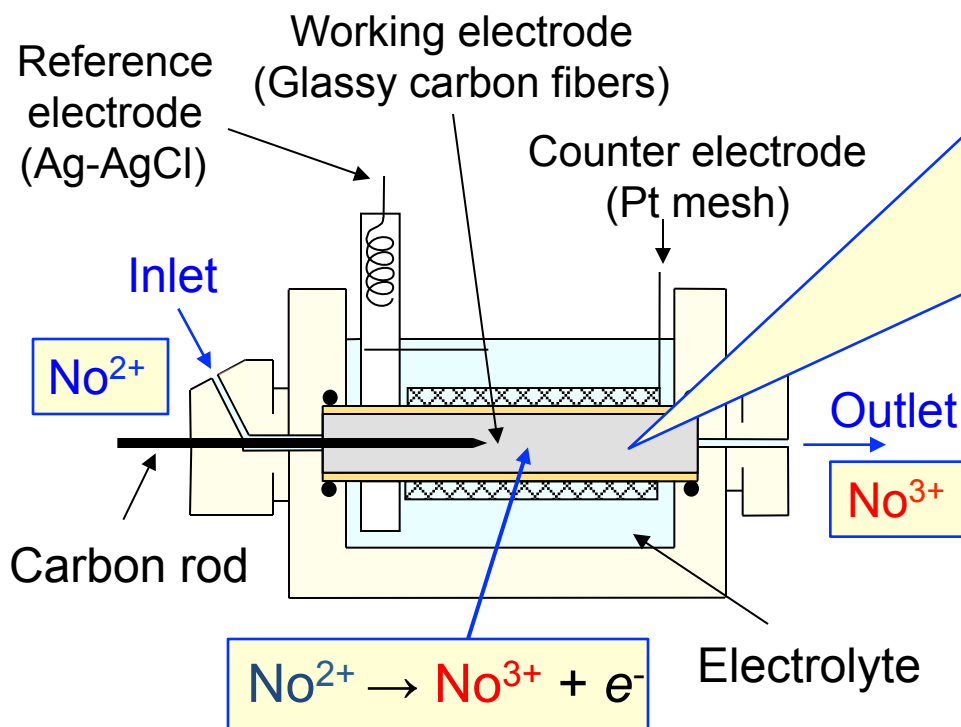 Reference
electrode
(Ag-AgCl)
Working electrode
(Glassy carbon fibers)
Counter electrode
(Pt mesh)
Inlet
No²⁺
Outlet
No³⁺
Carbon rod
No²⁺ → No³⁺ + e⁻
Electrolyte